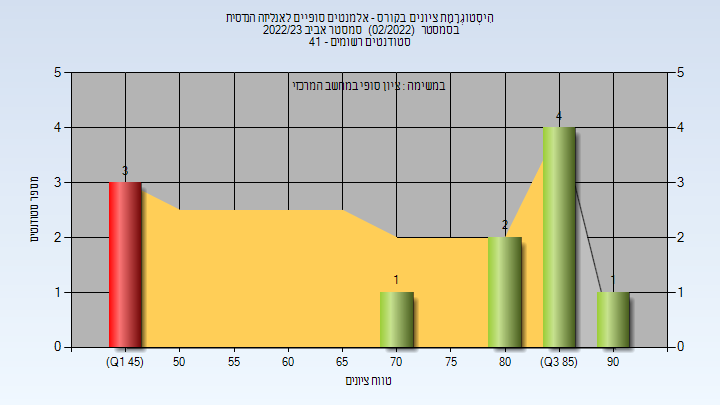 הִיסְטוֹגְרָמַת ציונים בקורס - אלמנטים סופיים לאנליזה הנדסית
בסמסטר (02/2022) סמסטר אביב 2022/23
סטודנטים רשומים - 41
במשימה : ציון סופי במחשב המרכזי
5 5
4 4
4
3 3
3
2 2
2
1 1
1 1
0 0
(Q1 45) 50 55 60 65 70 75 80 (Q3 85) 90
מספר סטודנטים
טווח ציונים